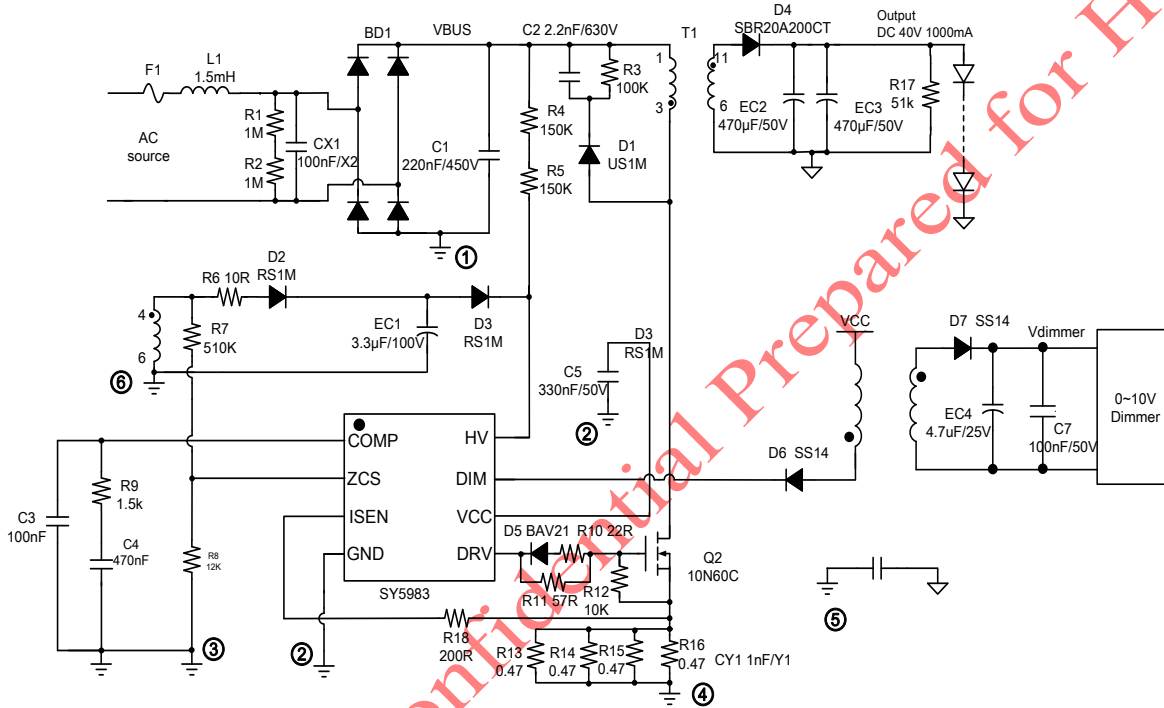 F1
L1
1.5mH
AC
source
R1
1M
R2
1M
CX1
100nF/X2
BD1
VBUS
C1
220nF/450V
①
C2 2.2nF/630V
R3
100K
R4
150K
R5
150K
D1
US1M
T1
1
3
11
6
D4
SBR20A200CT
EC2
470µF/50V
EC3
470µF/50V
R17
51k
Output
DC 40V 1000mA
4
6
⑥
R6 10R
D2
RS1M
R7
510K
EC1
3.3µF/100V
D3
RS1M
D3
RS1M
C5
330nF/50V
②
VCC
D6 SS14
D7 SS14
Vdimmer
EC4
4.7uF/25V
C7
100nF/50V
0~10V
Dimmer
COMP
ZCS
ISEN
GND
HV
DIM
VCC
DRV
SY5983
C3
100nF
R9
1.5k
C4
470nF
R8
12K
③
②
D5 BAV21
R10 22R
R11 57R
R12
10K
Q2
10N60C
R18
200R
R13
0.47
R14
0.47
R15
0.47
R16
0.47
CY1 1nF/Y1
④
⑤
Confidential Prepared for H